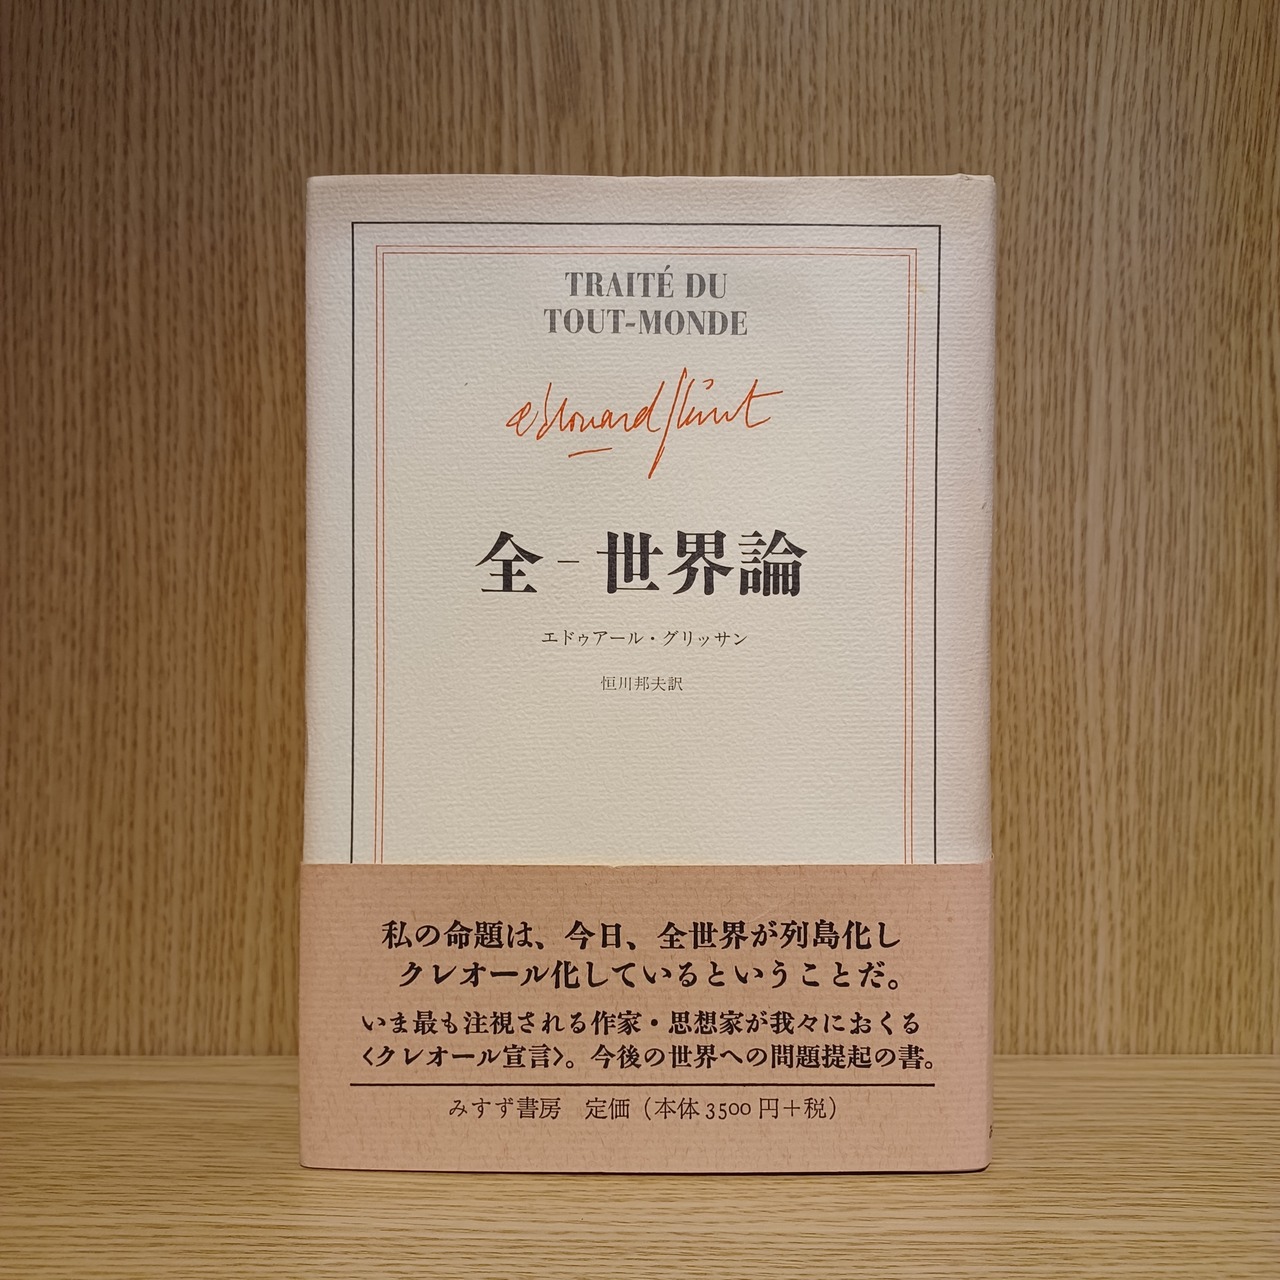 TRAITÉ DU
TOUT-MONDE
全-世界論
エドゥアール・グリッサン
恒川邦夫訳
私の命題は、今日、全世界が列島化し
クレオール化しているということだ。
いま最も注視される作家・思想家が我々におくる
〈クレオール宣言〉。今後の世界への問題提起の書。
みすず書房 定価（本体3500円＋税）